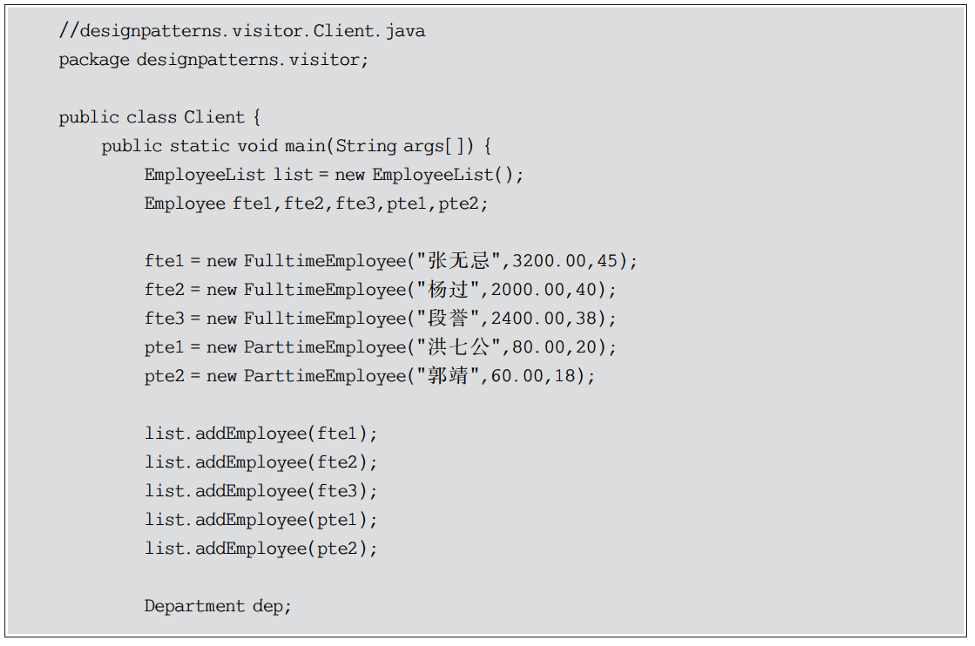 //designpatterns.visitor.Client.java
package designpatterns.visitor;
public class Client {
public static void main(String args[]) {
EmployeeList list = new EmployeeList();
Employee fte1,fte2,fte3,pte1,pte2;
fte1 = new FulltimeEmployee("张无忌",3200.00,45);
fte2 = new FulltimeEmployee("杨过",2000.00,40);
fte3 = new FulltimeEmployee("段誉",2400.00,38);
pte1 = new ParttimeEmployee("洪七公",80.00,20);
pte2 = new ParttimeEmployee("郭靖",60.00,18);
list.addEmployee(fte1);
list.addEmployee(fte2);
list.addEmployee(fte3);
list.addEmployee(pte1);
list.addEmployee(pte2);
Department dep;